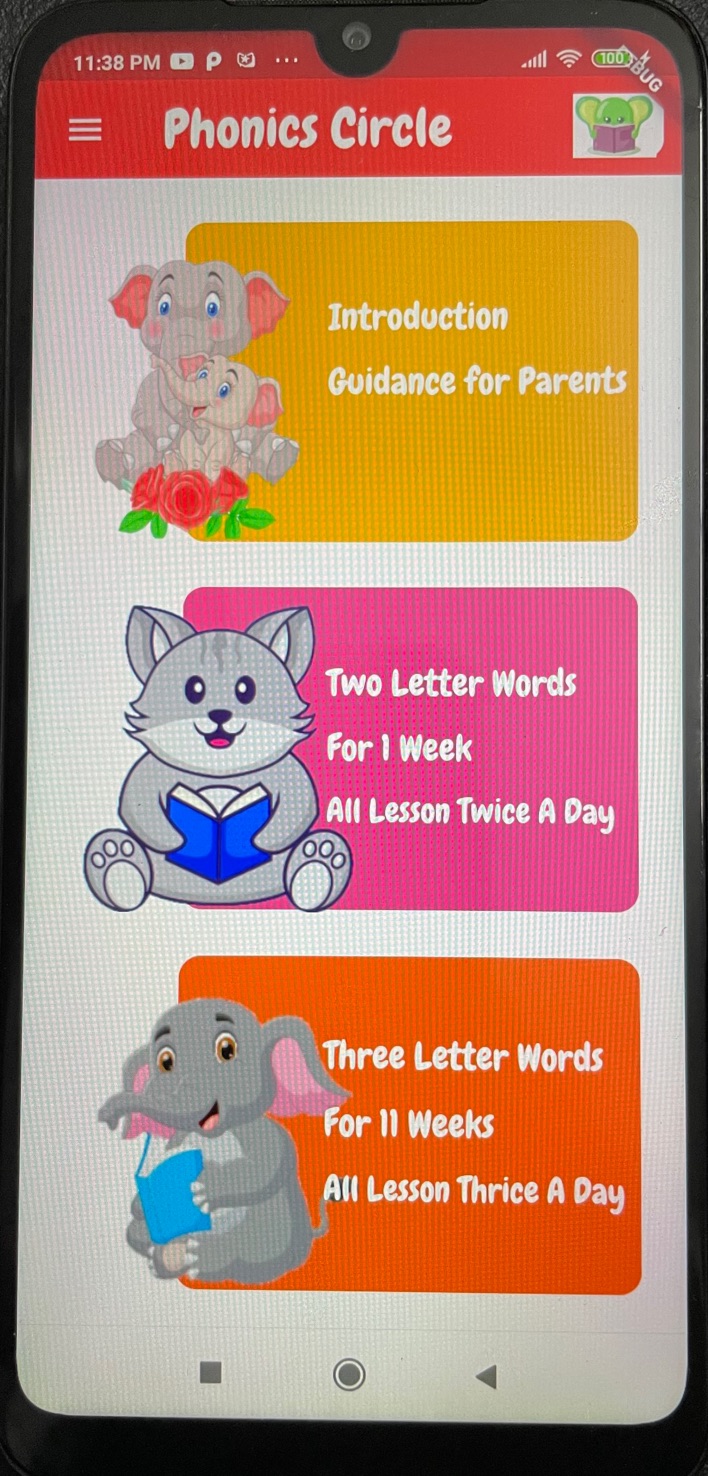 11:38 PM
100
BUG
Phonics Circle
Introduction
Guidance for Parents
Two Letter Words
For 1 Week
All Lesson Twice A Day
Three Letter Words
For 11 Weeks
All Lesson Thrice A Day